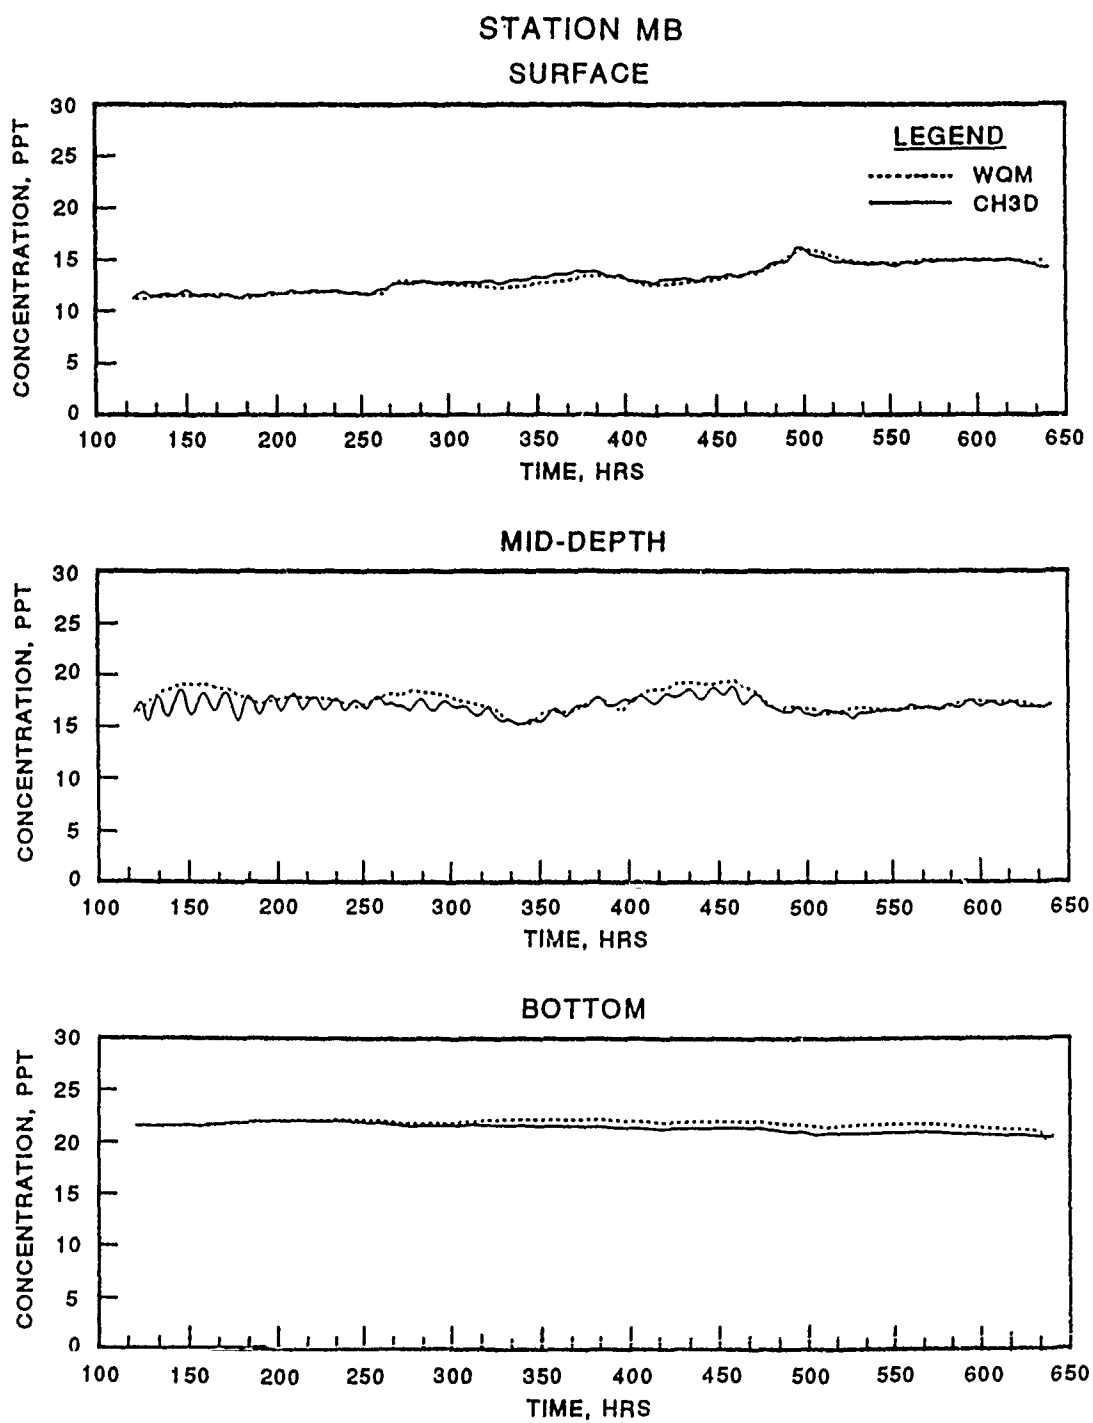 STATION MB
SURFACE
CONCENTRATION, PPT
30
25
20
15
10
5
0
LEGEND
WQM
CH3D
100 150 200 250 300 350 400 450 500 550 600 650
TIME, HRS
MID-DEPTH
CONCENTRATION, PPT
30
25
20
15
10
5
0
100 150 200 250 300 350 400 450 500 550 600 650
TIME, HRS
BOTTOM
CONCENTRATION, PPT
30
25
20
15
10
5
0
100 150 200 250 300 350 400 450 500 550 600 650
TIME, HRS